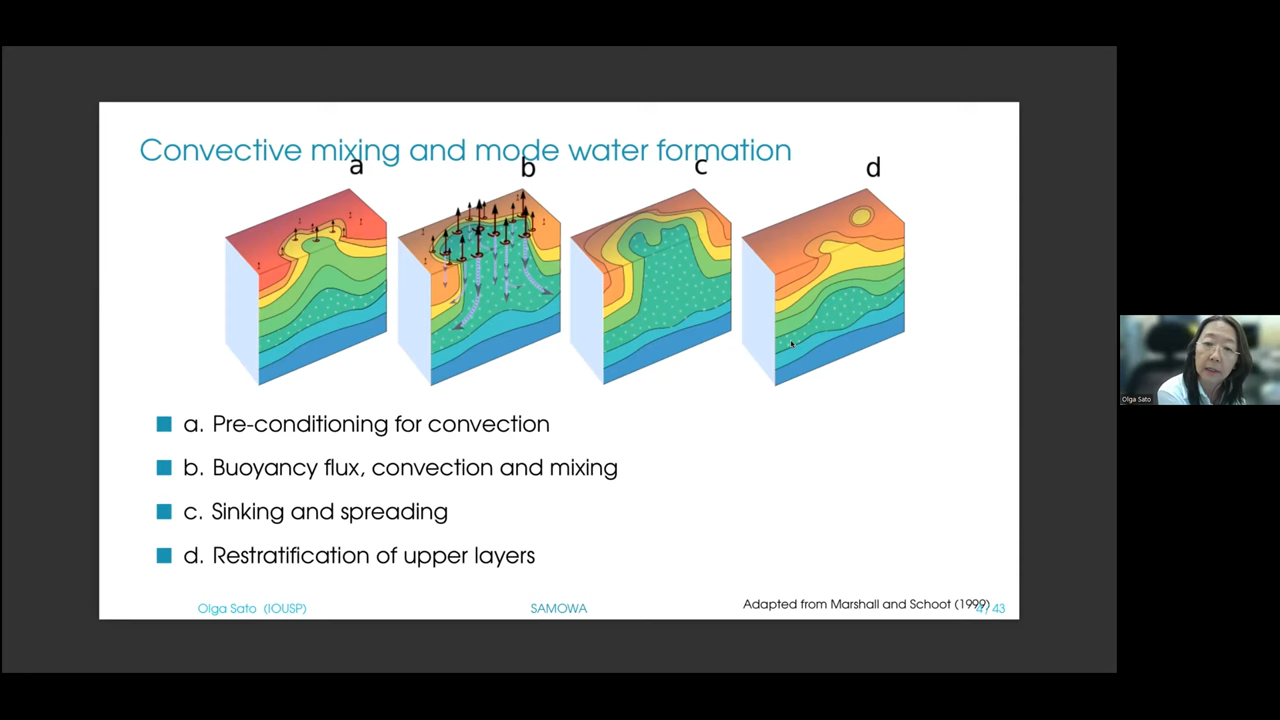 Convective mixing and mode water formation
a b c d
a. Pre-conditioning for convection
b. Buoyancy flux, convection and mixing
c. Sinking and spreading
d. Restratification of upper layers
Adapted from Marshall and Schoot (1999)
Olga Sato (IOUSP) SAMOWA 4/43
Olga Sato